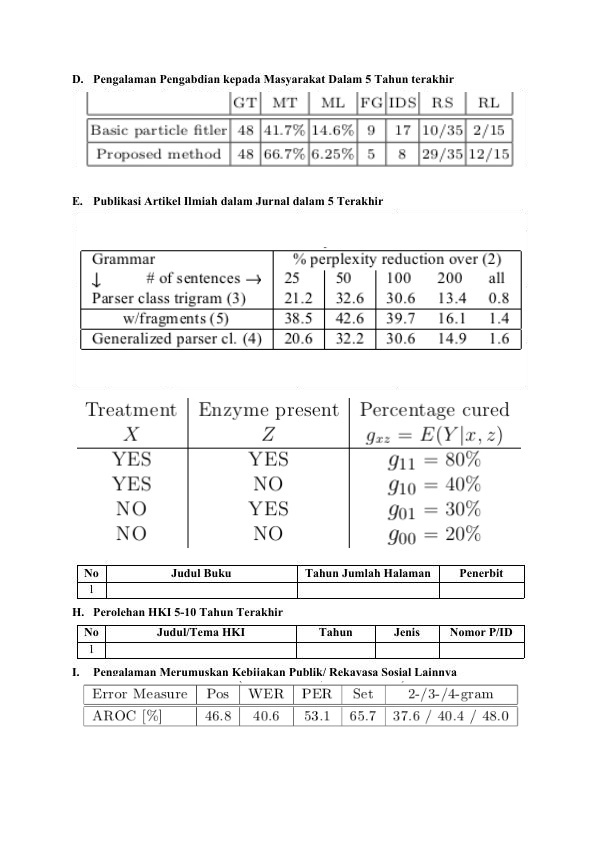 D. Pengalaman Pengabdian kepada Masyarakat Dalam 5 Tahun terakhir
GT MT ML FG IDS RS RL
Basic particle fitler 48 41.7% 14.6% 9 17 10/35 2/15
Proposed method 48 66.7% 6.25% 5 8 29/35 12/15
E. Publikasi Artikel Ilmiah dalam Jurnal dalam 5 Terakhir
Grammar % perplexity reduction over (2)
↓ # of sentences → 25 50 100 200 all
Parser class trigram (3) 21.2 32.6 30.6 13.4 0.8
w/fragments (5) 38.5 42.6 39.7 16.1 1.4
Generalized parser cl. (4) 20.6 32.2 30.6 14.9 1.6
Treatment Enzyme present Percentage cured
X Z g_{xz} = E(Y|x, z)
YES YES g_{11} = 80%
YES NO g_{10} = 40%
NO YES g_{01} = 30%
NO NO g_{00} = 20%
No Judul Buku Tahun Jumlah Halaman Penerbit
1
H. Perolehan HKI 5-10 Tahun Terakhir
No Judul/Tema HKI Tahun Jenis Nomor P/ID
1
I. Pengalaman Merumuskan Kebijakan Publik/ Rekayasa Sosial Lainnya
Error Measure Pos WER PER Set 2-/3-/4-gram
AROC [%] 46.8 40.6 53.1 65.7 37.6 / 40.4 / 48.0